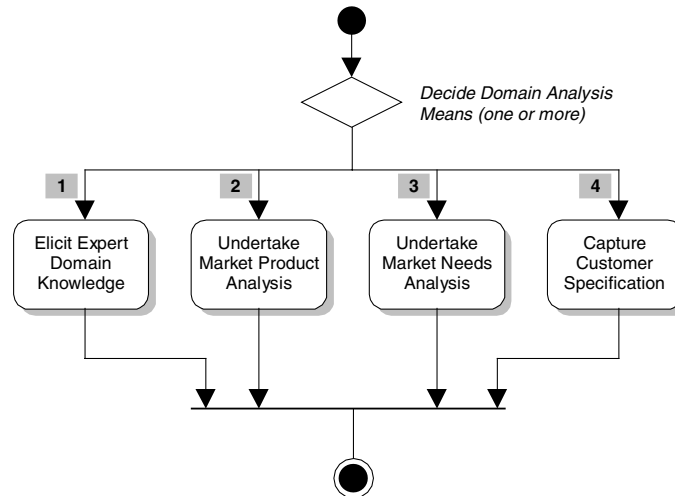 Decide Domain Analysis
Means (one or more)
1
2
3
4
Elicit Expert
Domain
Knowledge
Undertake
Market Product
Analysis
Undertake
Market Needs
Analysis
Capture
Customer
Specification